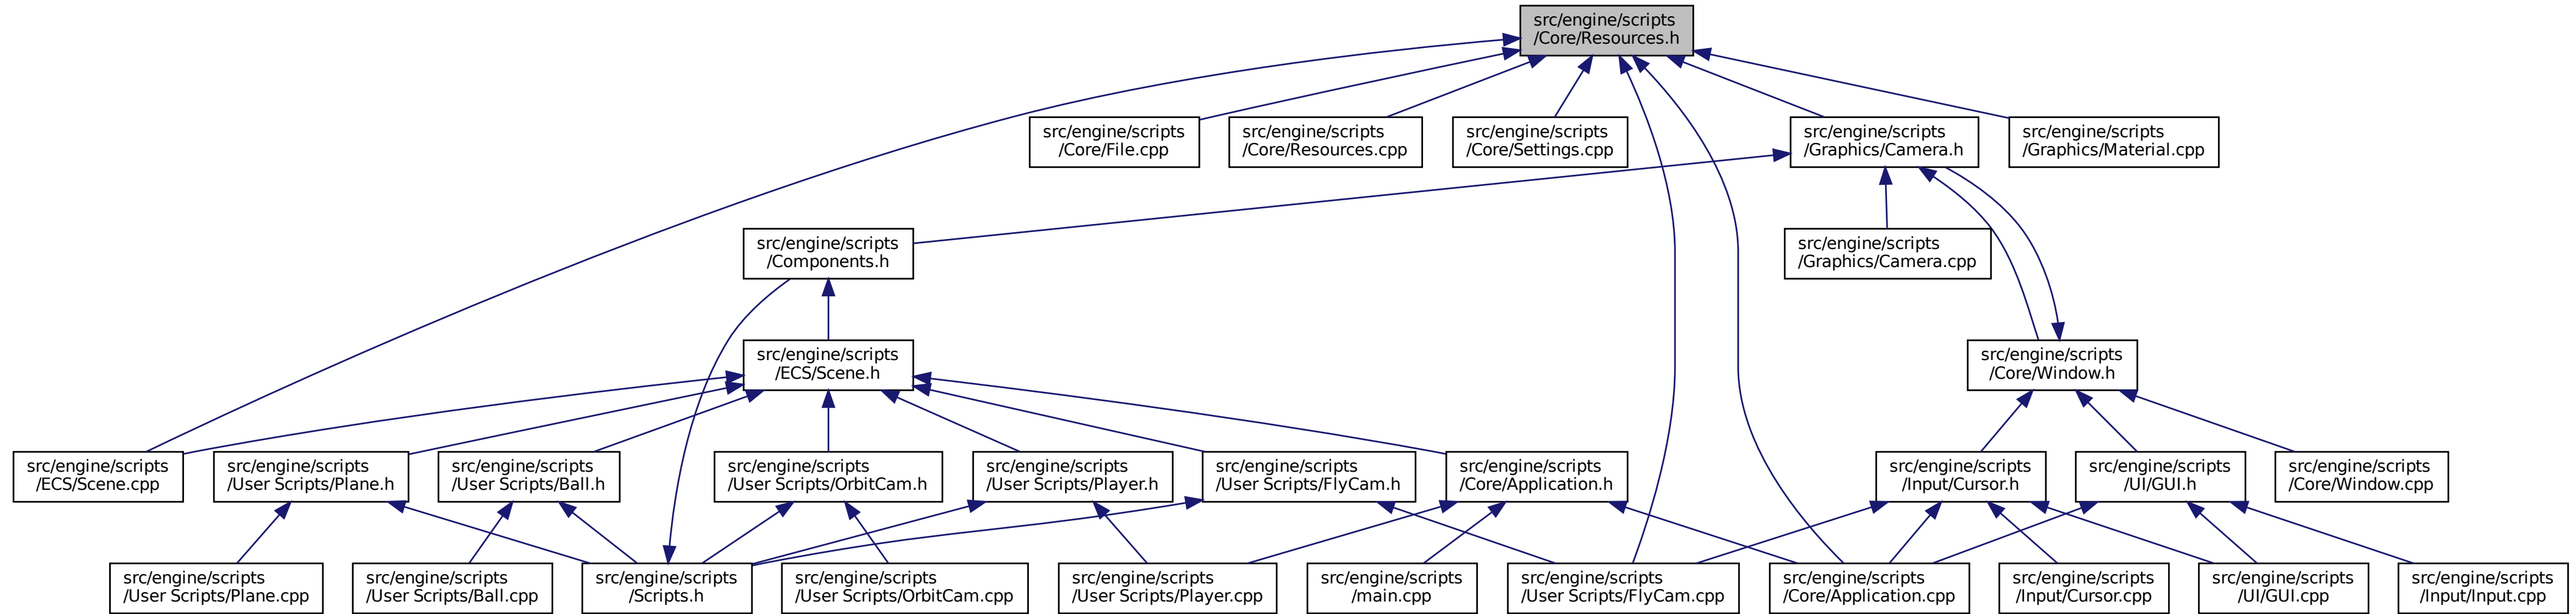 src/engine/scripts
/Core/Resources.h
src/engine/scripts
/Core/File.cpp
src/engine/scripts
/Core/Resources.cpp
src/engine/scripts
/Core/Settings.cpp
src/engine/scripts
/Graphics/Camera.h
src/engine/scripts
/Graphics/Material.cpp
src/engine/scripts
/Components.h
src/engine/scripts
/Graphics/Camera.cpp
src/engine/scripts
/ECS/Scene.h
src/engine/scripts
/Core/Window.h
src/engine/scripts
/ECS/Scene.cpp
src/engine/scripts
/User Scripts/Plane.h
src/engine/scripts
/User Scripts/Ball.h
src/engine/scripts
/User Scripts/OrbitCam.h
src/engine/scripts
/User Scripts/Player.h
src/engine/scripts
/User Scripts/FlyCam.h
src/engine/scripts
/Core/Application.h
src/engine/scripts
/Input/Cursor.h
src/engine/scripts
/UI/GUI.h
src/engine/scripts
/Core/Window.cpp
src/engine/scripts
/User Scripts/Plane.cpp
src/engine/scripts
/User Scripts/Ball.cpp
src/engine/scripts
/Scripts.h
src/engine/scripts
/User Scripts/OrbitCam.cpp
src/engine/scripts
/User Scripts/Player.cpp
src/engine/scripts
/main.cpp
src/engine/scripts
/User Scripts/FlyCam.cpp
src/engine/scripts
/Core/Application.cpp
src/engine/scripts
/Input/Cursor.cpp
src/engine/scripts
/UI/GUI.cpp
src/engine/scripts
/Input/Input.cpp